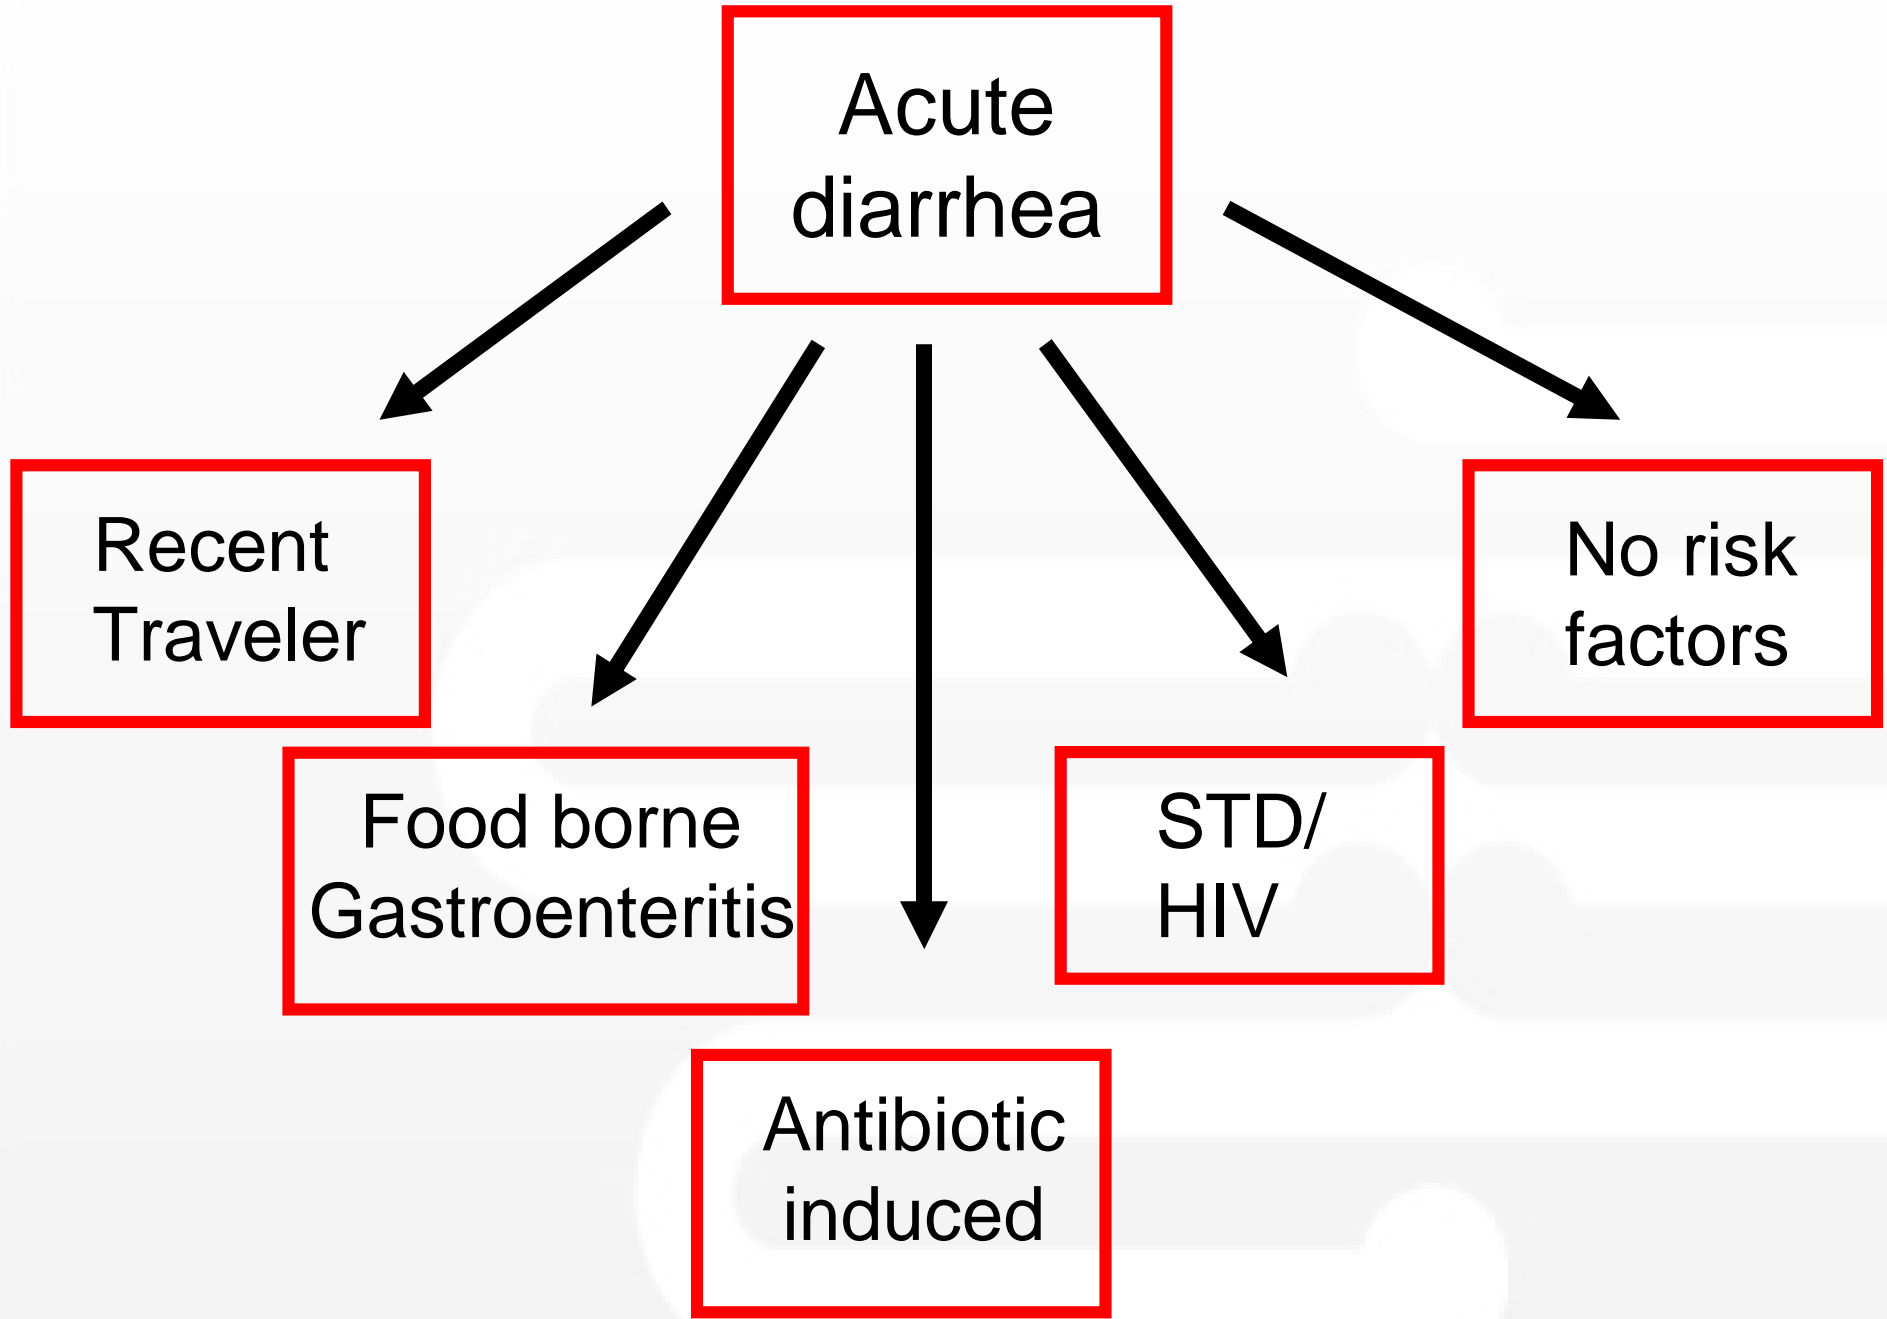 Acute
diarrhea
Recent
Traveler
No risk
factors
Food borne
Gastroenteritis
STD/
HIV
Antibiotic
induced